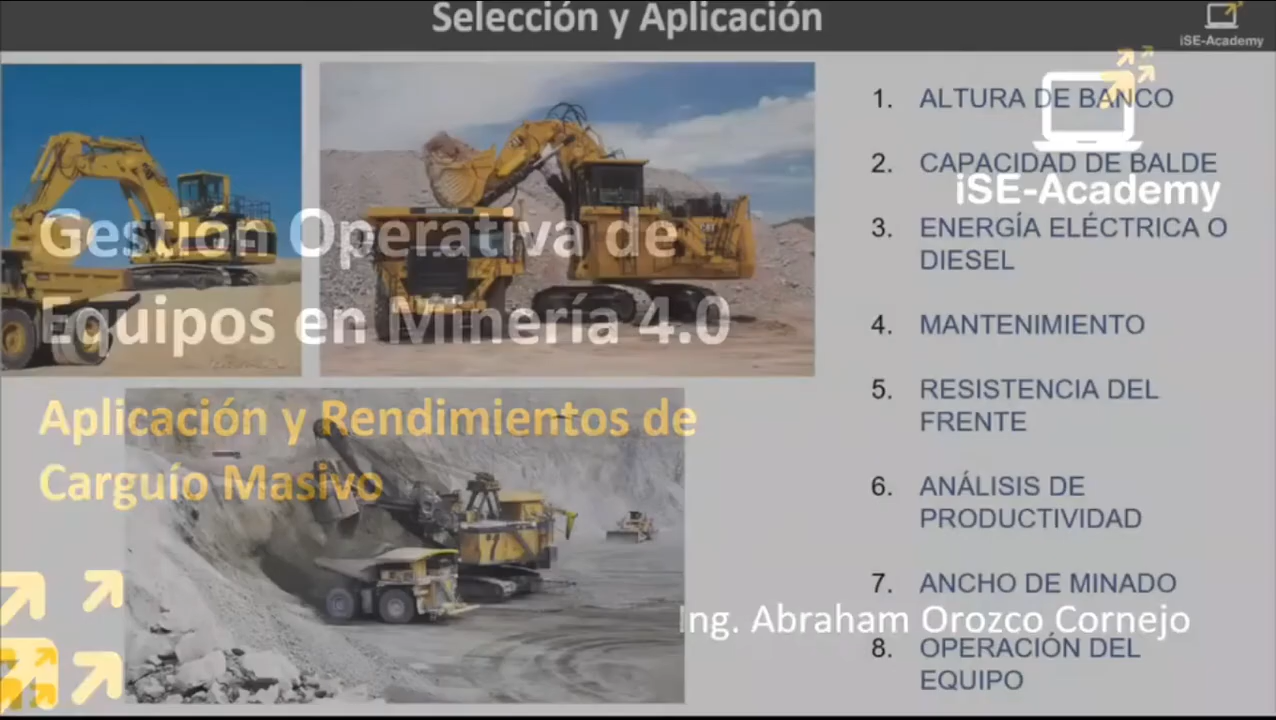 Selección y Aplicación
iSE-Academy
1. ALTURA DE BANCO
2. CAPACIDAD DE BALDE
iSE-Academy
3. ENERGÍA ELÉCTRICA O
DIESEL
4. MANTENIMIENTO
5. RESISTENCIA DEL
FRENTE
6. ANÁLISIS DE
PRODUCTIVIDAD
7. ANCHO DE MINADO
8. OPERACIÓN DEL
EQUIPO
Gestión Operativa de
Equipos en Minería 4.0
Aplicación y Rendimientos de
Carguío Masivo
Ing. Abraham Orozco Cornejo